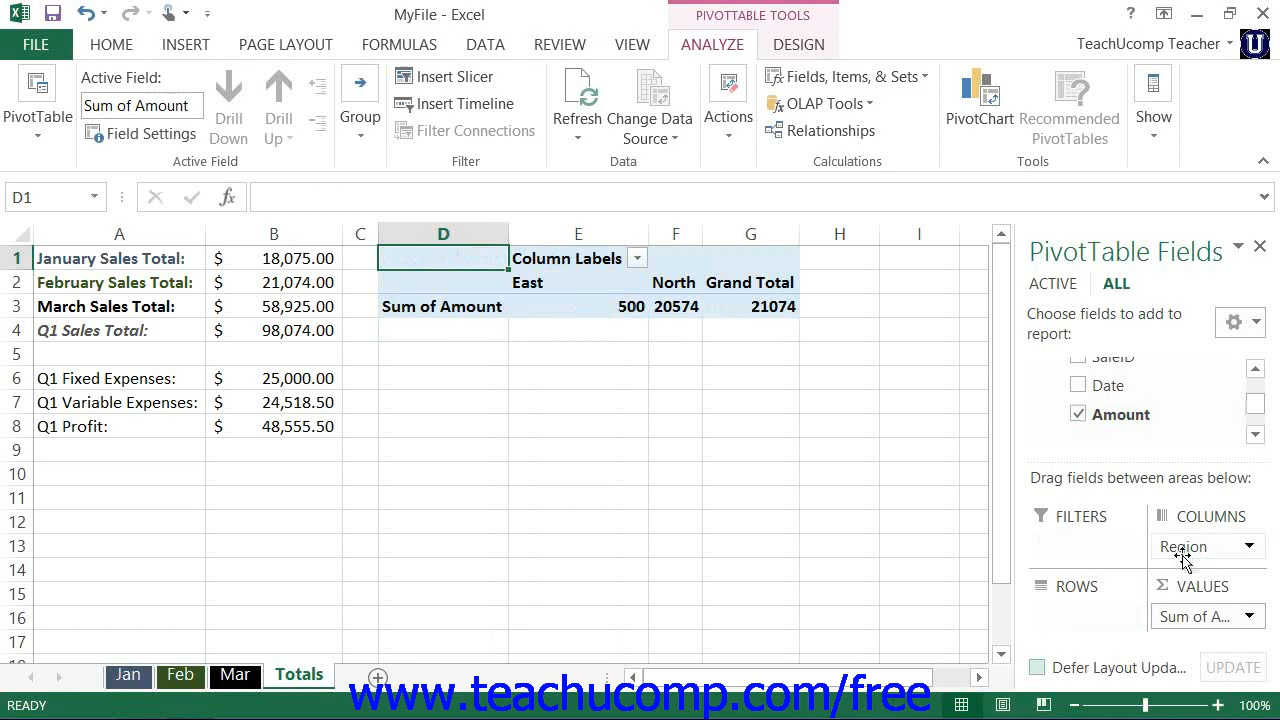 MyFile - Excel
PIVOTTABLE TOOLS
?
FILE HOME INSERT PAGE LAYOUT FORMULAS DATA REVIEW VIEW ANALYZE DESIGN TeachUcomp Teacher U
PivotTable
Active Field:
Sum of Amount
Field Settings
Drill Down
Drill Up
Active Field
Group
Insert Slicer
Insert Timeline
Filter Connections
Filter
Refresh
Change Data Source
Data
Actions
Fields, Items, & Sets
OLAP Tools
Relationships
Calculations
PivotChart
Recommended PivotTables
Tools
Show
D1 fx
A B C D E F G H I
1 January Sales Total: $ 18,075.00 Column Labels
2 February Sales Total: $ 21,074.00 East North Grand Total
3 March Sales Total: $ 58,925.00 Sum of Amount 500 20574 21074
4 Q1 Sales Total: $ 98,074.00
5
6 Q1 Fixed Expenses: $ 25,000.00
7 Q1 Variable Expenses: $ 24,518.50
8 Q1 Profit: $ 48,555.50
9
10
11
12
13
14
15
16
17
PivotTable Fields
ACTIVE ALL
Choose fields to add to report:
SaleID
Date
Amount
Drag fields between areas below:
FILTERS COLUMNS
Region
ROWS VALUES
Sum of A...
Defer Layout Upda... UPDATE
Jan Feb Mar Totals
www.teachucomp.com/free
READY 100%